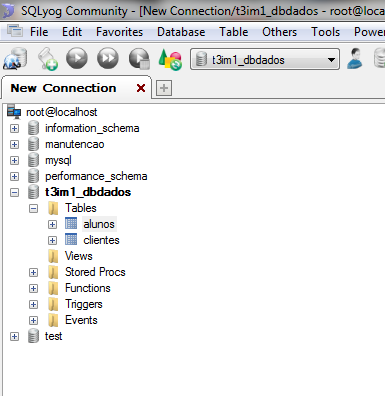 SQLyog Community - [New Connection/t3im1_dbdados - root@loca
File Edit Favorites Database Table Others Tools Power
t3im1_dbdados
New Connection
root@localhost
information_schema
manutencao
mysql
performance_schema
t3im1_dbdados
Tables
alunos
clientes
Views
Stored Procs
Functions
Triggers
Events
test